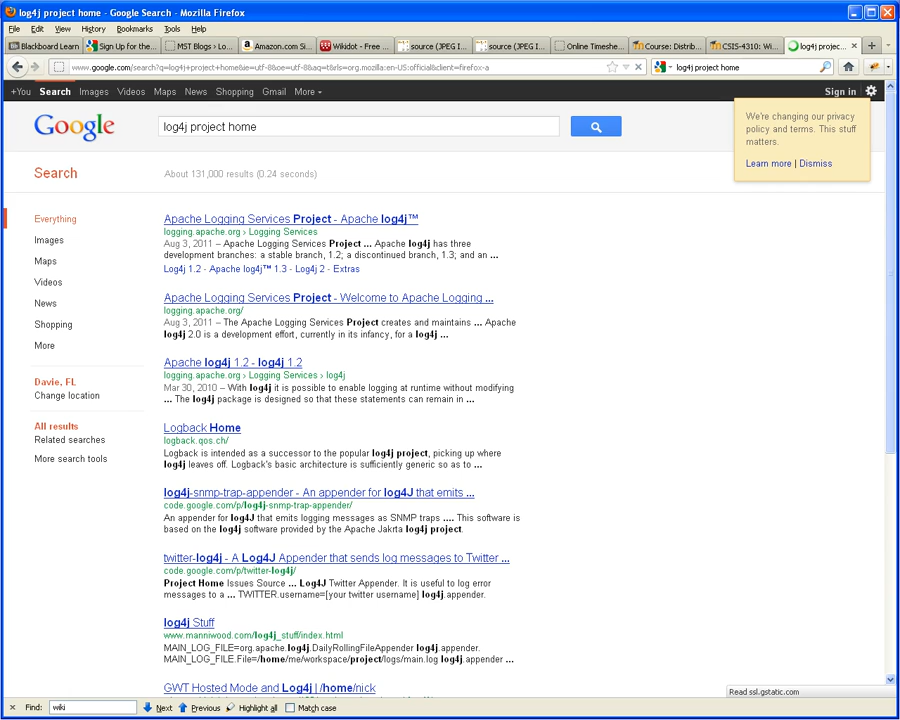 log4j project home - Google Search - Mozilla Firefox
File Edit View History Bookmarks Tools Help
Blackboard Learn Sign Up for the... MST Blogs › Lo... Amazon.com Si... Wikidot - Free ... source (JPEG I... source (JPEG I... Online Timeshe... Course: Distrib... CSIS-4310: Wi... log4j projec...
www.google.com/search?q=log4j+project+home&ie=utf-8&oe=utf-8&aq=t&rls=org.mozilla:en-US:official&client=firefox-a log4j project home
+You Search Images Videos Maps News Shopping Gmail More Sign in
Google log4j project home
We're changing our privacy
policy and terms. This stuff
matters.
Learn more | Dismiss
Search About 131,000 results (0.24 seconds)
Everything
Images
Maps
Videos
News
Shopping
More
Davie, FL
Change location
All results
Related searches
More search tools
Apache Logging Services Project - Apache log4j™
logging.apache.org › Logging Services
Aug 3, 2011 – Apache Logging Services Project ... Apache log4j has three
development branches: a stable branch, 1.2; a discontinued branch, 1.3; and an ...
Log4j 1.2 - Apache log4j™ 1.3 - Log4j 2 - Extras
Apache Logging Services Project - Welcome to Apache Logging ...
logging.apache.org/
Aug 3, 2011 – The Apache Logging Services Project creates and maintains ... Apache
log4j 2.0 is a development effort, currently in its infancy, for a log4j ...
Apache log4j 1.2 - log4j 1.2
logging.apache.org › Logging Services › log4j
Mar 30, 2010 – With log4j it is possible to enable logging at runtime without modifying
... The log4j package is designed so that these statements can remain in ...
Logback Home
logback.qos.ch/
Logback is intended as a successor to the popular log4j project, picking up where
log4j leaves off. Logback's basic architecture is sufficiently generic so as to ...
log4j-snmp-trap-appender - An appender for log4J that emits ...
code.google.com/p/log4j-snmp-trap-appender/
An appender for log4J that emits logging messages as SNMP traps .... This software is
based on the log4j software provided by the Apache Jakrta log4j project.
twitter-log4j - A Log4J Appender that sends log messages to Twitter ...
code.google.com/p/twitter-log4j/
Project Home Issues Source ... Log4J Twitter Appender. It is useful to log error
messages to a ... TWITTER.username=[your twitter username] log4j.appender.
log4j Stuff
www.manniwood.com/log4j_stuff/index.html
MAIN_LOG_FILE=org.apache.log4j.DailyRollingFileAppender log4j.appender.
MAIN_LOG_FILE.File=/home/me/workspace/project/logs/main.log log4j.appender ...
GWT Hosted Mode and Log4j | /home/nick
Read ssl.gstatic.com
Find: wiki Next Previous Highlight all Match case